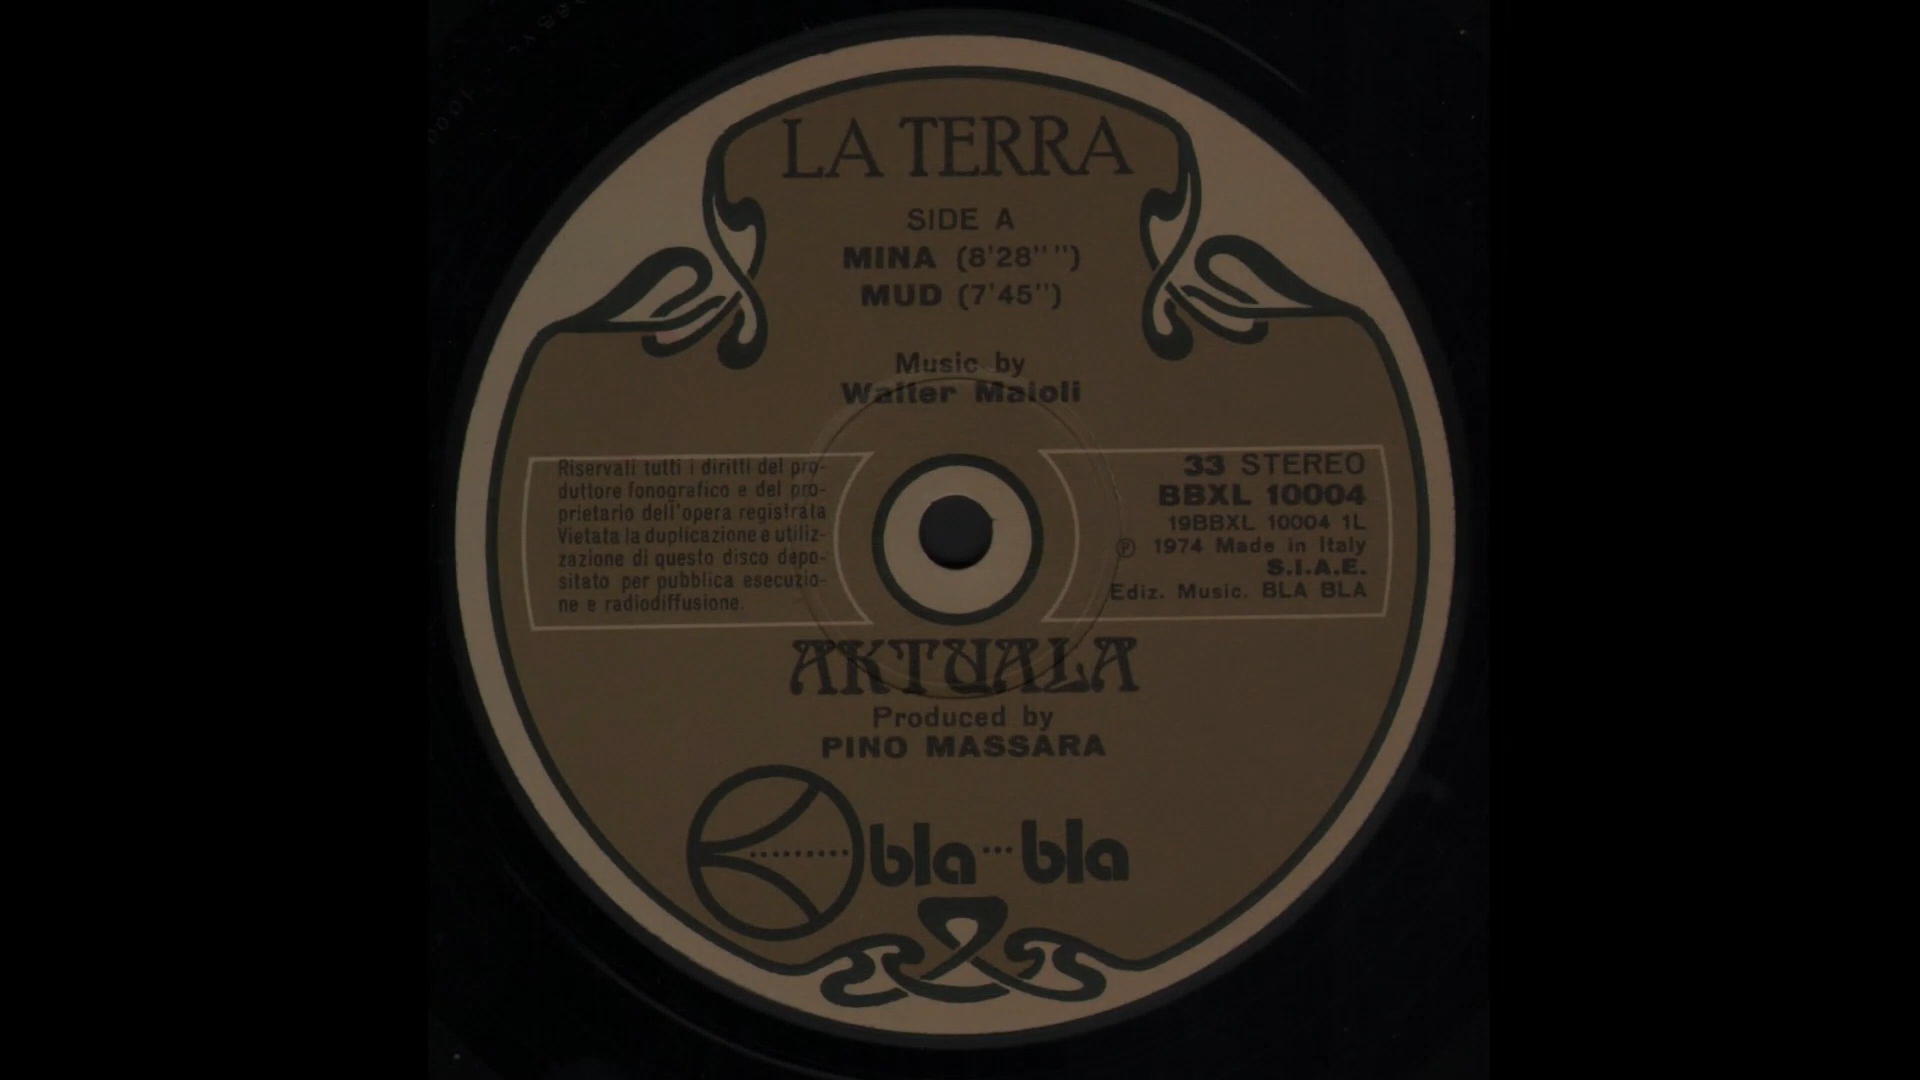 LA TERRA
SIDE A
MINA (8'28"")
MUD (7'45")
Music by
Walter Maioli
Riservali tutti i diritti del pro-
duttore fonografico e del pro-
prietario dell'opera registrata
Vietata la duplicazione e utiliz-
zazione di questo disco depo-
sitato per pubblica esecuzio-
ne e radiodiffusione.
33 STEREO
BBXL 10004
19BBXL 10004 1L
℗ 1974 Made in Italy
S.I.A.E.
Ediz. Music. BLA BLA
AKTUALA
Produced by
PINO MASSARA
bla···bla